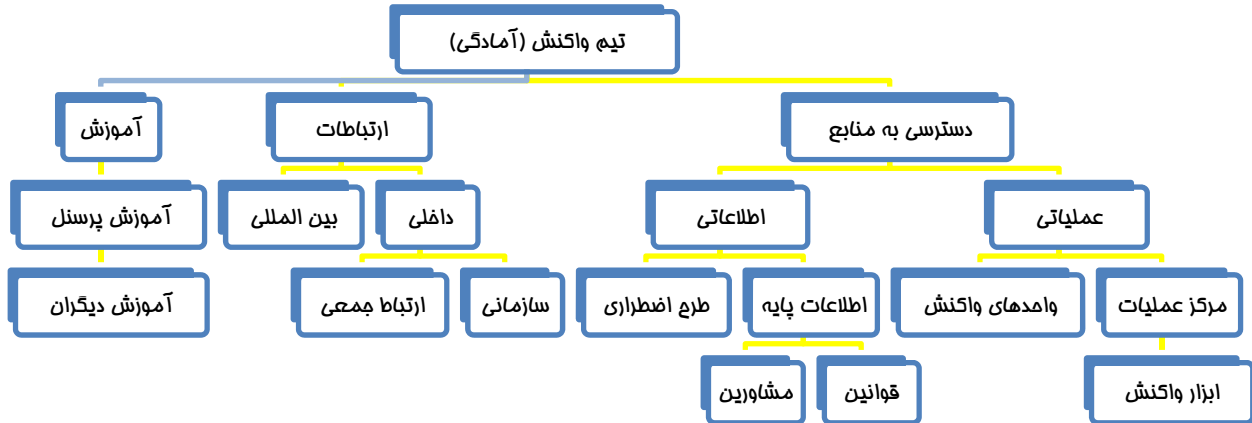 تیم واکنش (آمادگی)
دسترسی به منابع
ارتباطات
آموزش
عملیاتی
اطلاعاتی
داخلی
بین المللی
آموزش پرسنل
مرکز عملیات
واحدهای واکنش
اطلاعات پایه
طرح اضطراری
سازمانی
ارتباط جمعی
آموزش دیگران
ابزار واکنش
قوانین
مشاورین